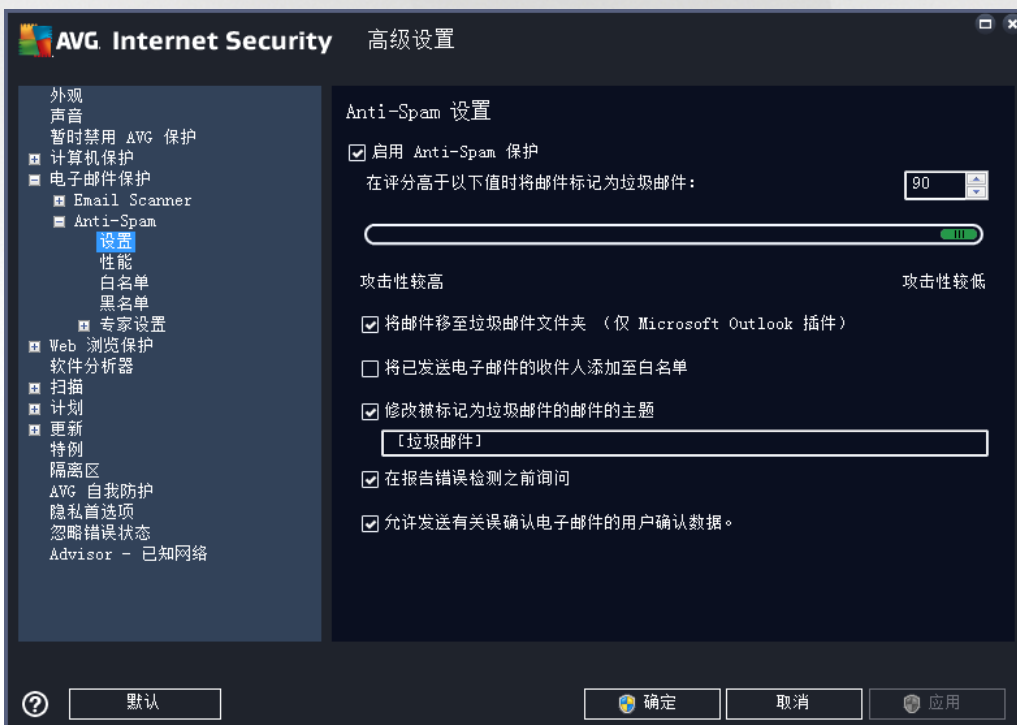 AVG. Internet Security 高级设置
外观
声音
暂时禁用 AVG 保护
计算机保护
电子邮件保护
Email Scanner
Anti-Spam
设置
性能
白名单
黑名单
专家设置
Web 浏览保护
软件分析器
扫描
计划
更新
特例
隔离区
AVG 自我防护
隐私首选项
忽略错误状态
Advisor - 已知网络
Anti-Spam 设置
启用 Anti-Spam 保护
在评分高于以下值时将邮件标记为垃圾邮件: 90
攻击性较高 攻击性较低
将邮件移至垃圾邮件文件夹 （仅 Microsoft Outlook 插件）
将已发送电子邮件的收件人添加至白名单
修改被标记为垃圾邮件的邮件的主题
[垃圾邮件]
在报告错误检测之前询问
允许发送有关误确认电子邮件的用户确认数据。
? 默认 确定 取消 应用